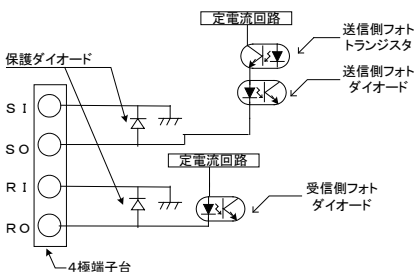 定電流回路
送信側フォト
トランジスタ
保護ダイオード
送信側フォト
ダイオード
SI
SO
定電流回路
RI
受信側フォト
ダイオード
RO
4極端子台